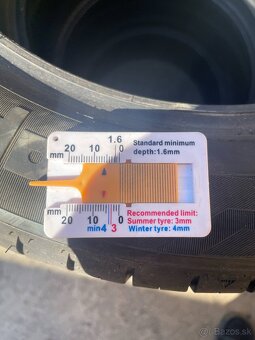 1.6
20 10 0
mm
Standard minimum
depth:1.6mm
mm
20 10 0
min4 3
Recommended limit:
Summer tyre: 3mm
Winter tyre: 4mm
bazos.sk